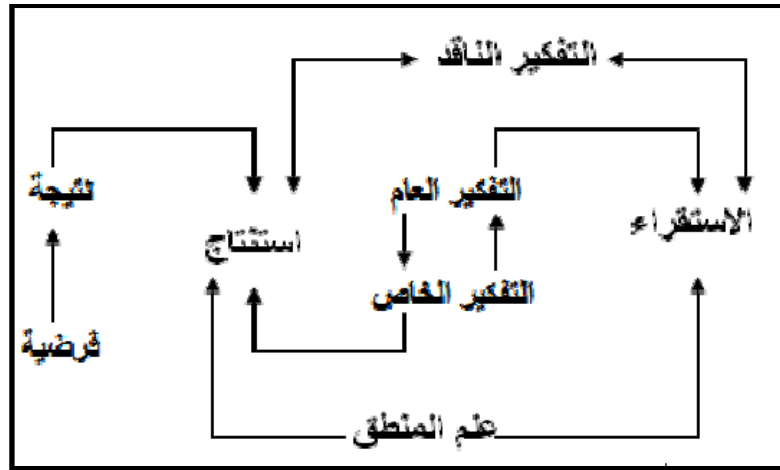 التفكير الناقد
التفكير العام
نتيجة
الاستقراء
استنتاج
التفكير الخاص
فرضية
علم المنطق